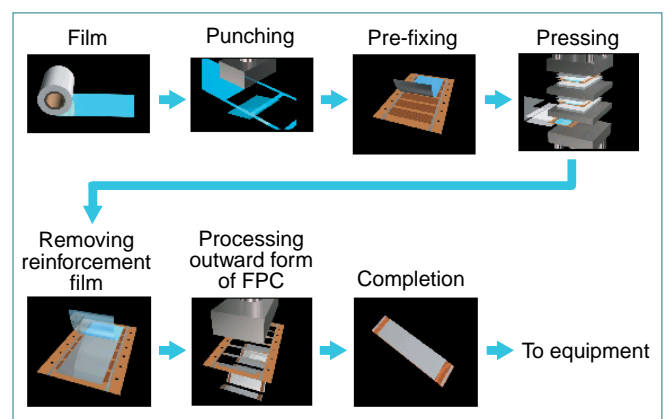 Film
Punching
Pre-fixing
Pressing
Removing
reinforcement
film
Processing
outward form
of FPC
Completion
To equipment